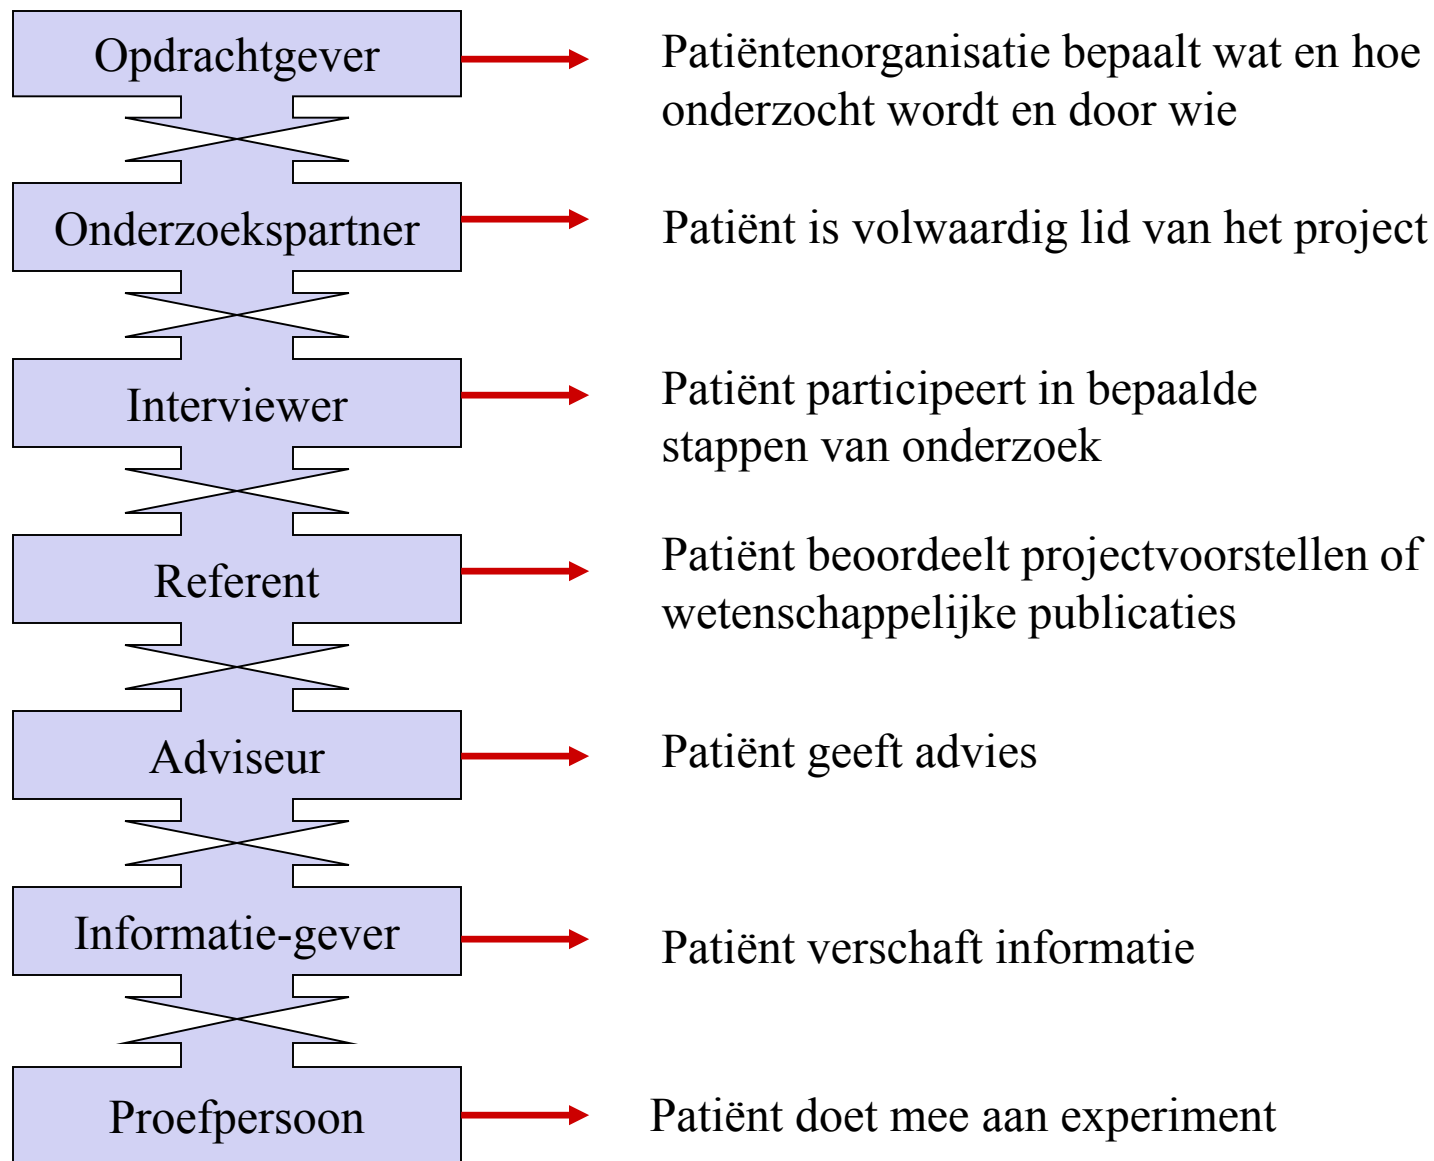 Opdrachtgever
Patiëntenorganisatie bepaalt wat en hoe
onderzocht wordt en door wie
Onderzoekspartner
Patiënt is volwaardig lid van het project
Interviewer
Patiënt participeert in bepaalde
stappen van onderzoek
Referent
Patiënt beoordeelt projectvoorstellen of
wetenschappelijke publicaties
Adviseur
Patiënt geeft advies
Informatie-gever
Patiënt verschaft informatie
Proefpersoon
Patiënt doet mee aan experiment